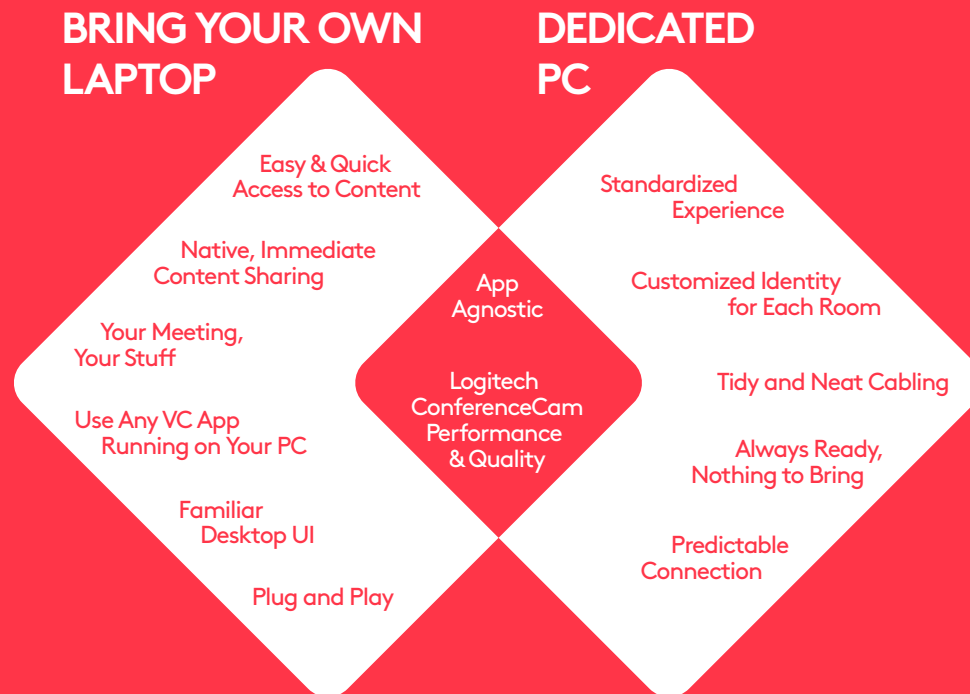 BRING YOUR OWN
LAPTOP
Easy & Quick
Access to Content
Native, Immediate
Content Sharing
Your Meeting,
Your Stuff
Use Any VC App
Running on Your PC
Familiar
Desktop UI
Plug and Play
App
Agnostic
Logitech
ConferenceCam
Performance
& Quality
DEDICATED
PC
Standardized
Experience
Customized Identity
for Each Room
Tidy and Neat Cabling
Always Ready,
Nothing to Bring
Predictable
Connection